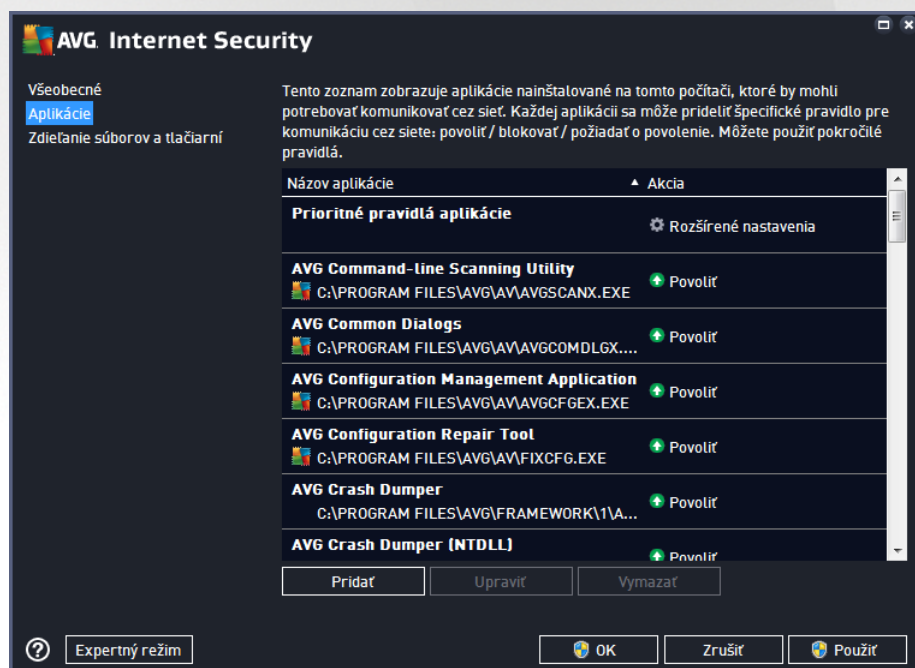 AVG Internet Security
Všeobecné
Aplikácie
Zdieľanie súborov a tlačiarní
Tento zoznam zobrazuje aplikácie nainštalované na tomto počítači, ktoré by mohli
potrebovať komunikovať cez sieť. Každej aplikácii sa môže prideliť špecifické pravidlo pre
komunikáciu cez siete: povoliť / blokovať / požiadať o povolenie. Môžete použiť pokročilé
pravidlá.
Názov aplikácie Akcia
Prioritné pravidlá aplikácie
Rozšírené nastavenia
AVG Command-line Scanning Utility
C:\PROGRAM FILES\AVG\AV\AVGSCANX.EXE
Povoliť
AVG Common Dialogs
C:\PROGRAM FILES\AVG\AV\AVGCOMDLGX....
Povoliť
AVG Configuration Management Application
C:\PROGRAM FILES\AVG\AV\AVGCFGEX.EXE
Povoliť
AVG Configuration Repair Tool
C:\PROGRAM FILES\AVG\AV\FIXCFG.EXE
Povoliť
AVG Crash Dumper
C:\PROGRAM FILES\AVG\FRAMEWORK\1\A...
Povoliť
AVG Crash Dumper (NTDLL)
Povoliť
Pridať Upraviť Vymazať
Expertný režim OK Zrušiť Použiť